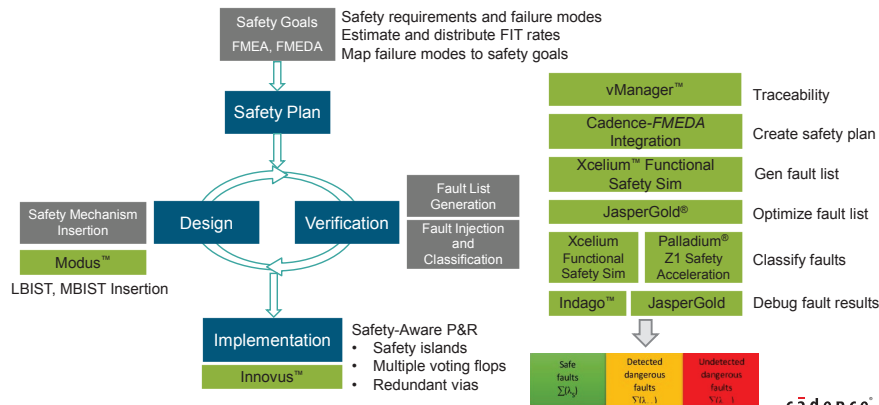 Safety Goals
FMEA, FMEDA
Safety requirements and failure modes
Estimate and distribute FIT rates
Map failure modes to safety goals
Safety Plan
Design
Verification
Safety Mechanism
Insertion
Modus™
LBIST, MBIST Insertion
Fault List
Generation
Fault Injection
and
Classification
Implementation
Innovus™
Safety-Aware P&R
• Safety islands
• Multiple voting flops
• Redundant vias
vManager™
Traceability
Cadence-FMEDA
Integration
Create safety plan
Xcelium™ Functional
Safety Sim
Gen fault list
JasperGold®
Optimize fault list
Xcelium
Functional
Safety Sim
Palladium®
Z1 Safety
Acceleration
Classify faults
Indago™
JasperGold
Debug fault results
Safe
faults
∑(λs)
Detected
dangerous
faults
Undetected
dangerous
faults
cādence®